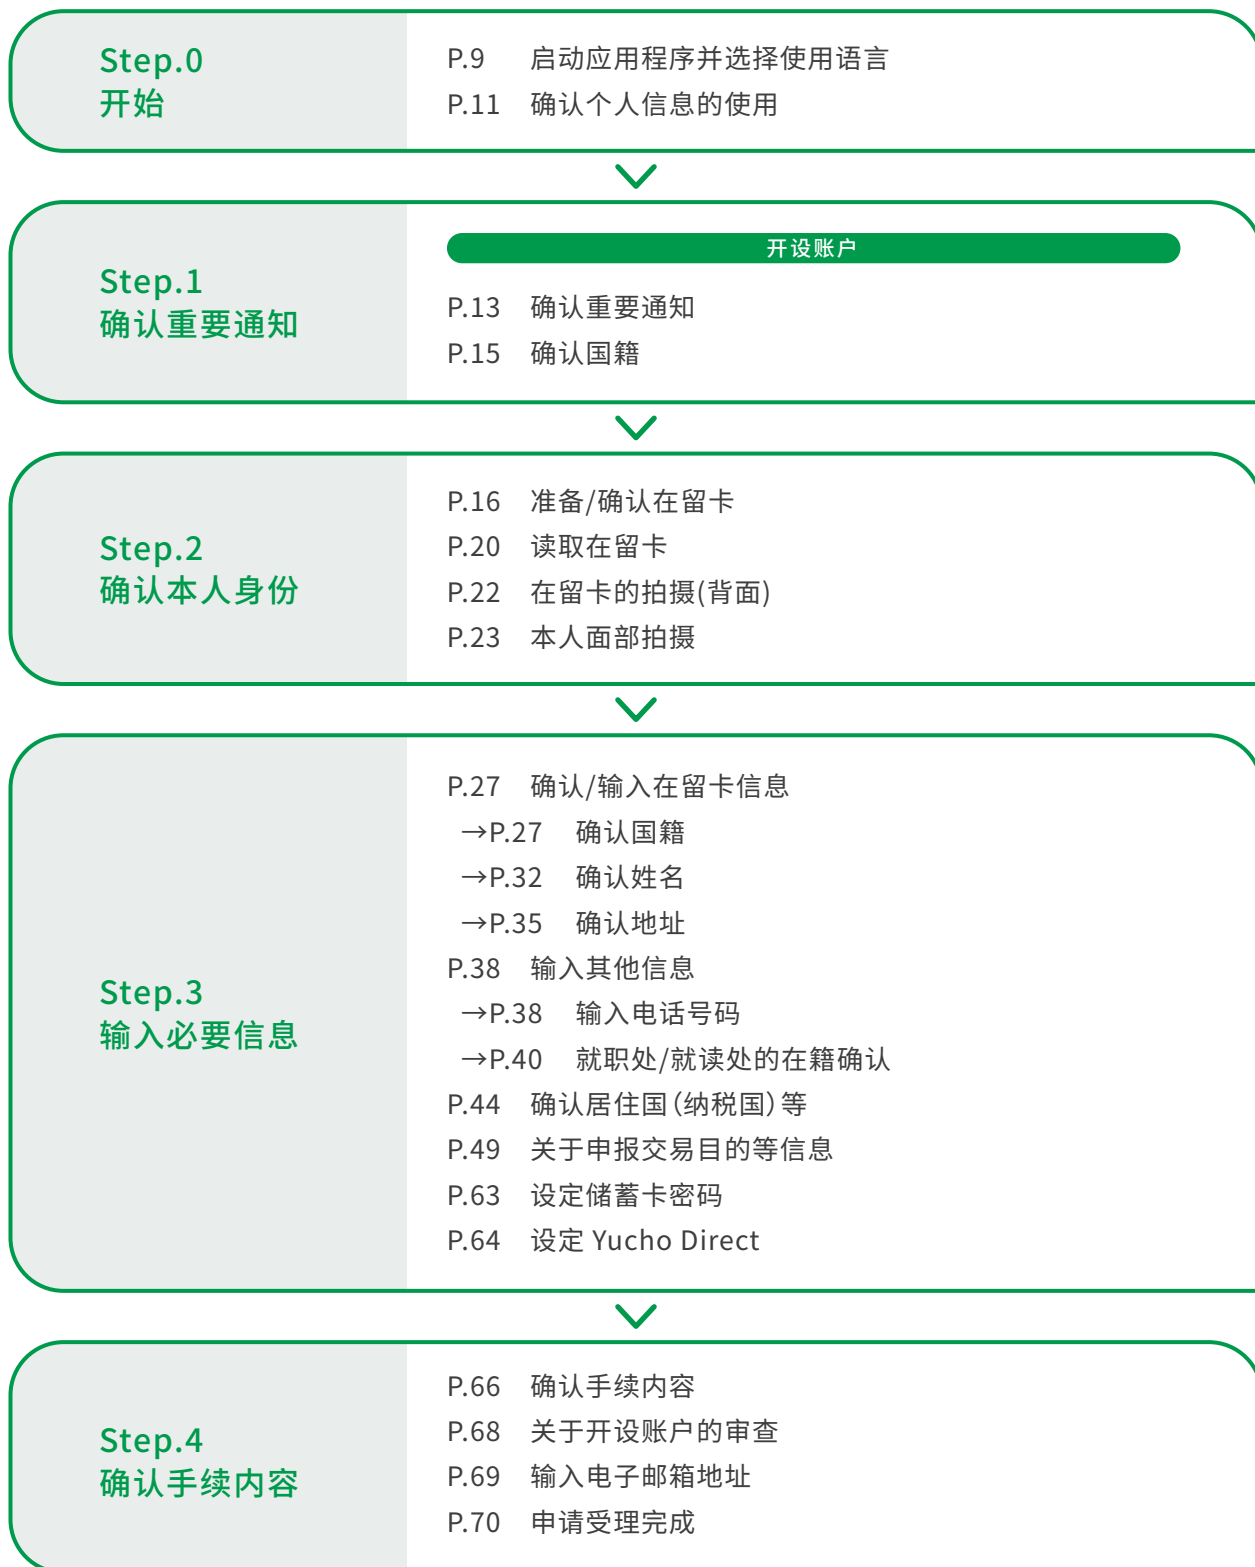 Step.0
开始
P.9 启动应用程序并选择使用语言
P.11 确认个人信息的使用
Step.1
确认重要通知
开设账户
P.13 确认重要通知
P.15 确认国籍
Step.2
确认本人身份
P.16 准备/确认在留卡
P.20 读取在留卡
P.22 在留卡的拍摄(背面)
P.23 本人面部拍摄
Step.3
输入必要信息
P.27 确认/输入在留卡信息
→P.27 确认国籍
→P.32 确认姓名
→P.35 确认地址
P.38 输入其他信息
→P.38 输入电话号码
→P.40 就职处/就读处的在籍确认
P.44 确认居住国(纳税国)等
P.49 关于申报交易目的等信息
P.63 设定储蓄卡密码
P.64 设定 Yucho Direct
Step.4
确认手续内容
P.66 确认手续内容
P.68 关于开设账户的审查
P.69 输入电子邮箱地址
P.70 申请受理完成